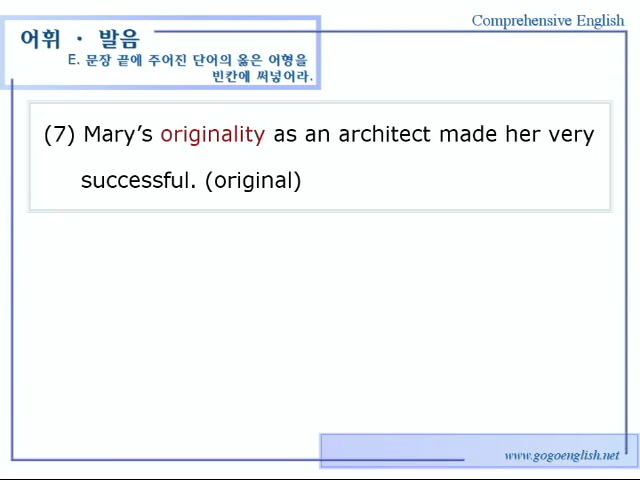 Comprehensive English
어휘 · 발음
E. 문장 끝에 주어진 단어의 옳은 어형을
빈칸에 써넣어라.
(7) Mary’s originality as an architect made her very
successful. (original)
www.gogoenglish.net